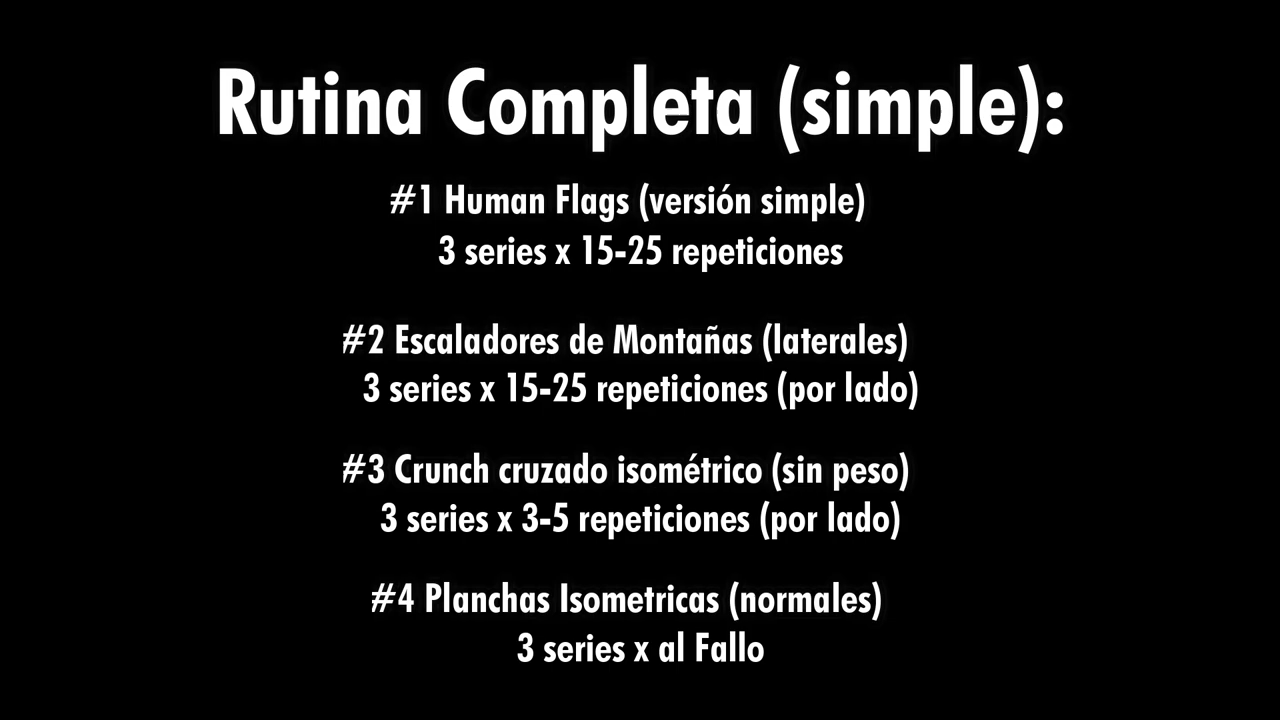 Rutina Completa (simple):
#1 Human Flags (versión simple)
3 series x 15-25 repeticiones
#2 Escaladores de Montañas (laterales)
3 series x 15-25 repeticiones (por lado)
#3 Crunch cruzado isométrico (sin peso)
3 series x 3-5 repeticiones (por lado)
#4 Planchas Isometricas (normales)
3 series x al Fallo